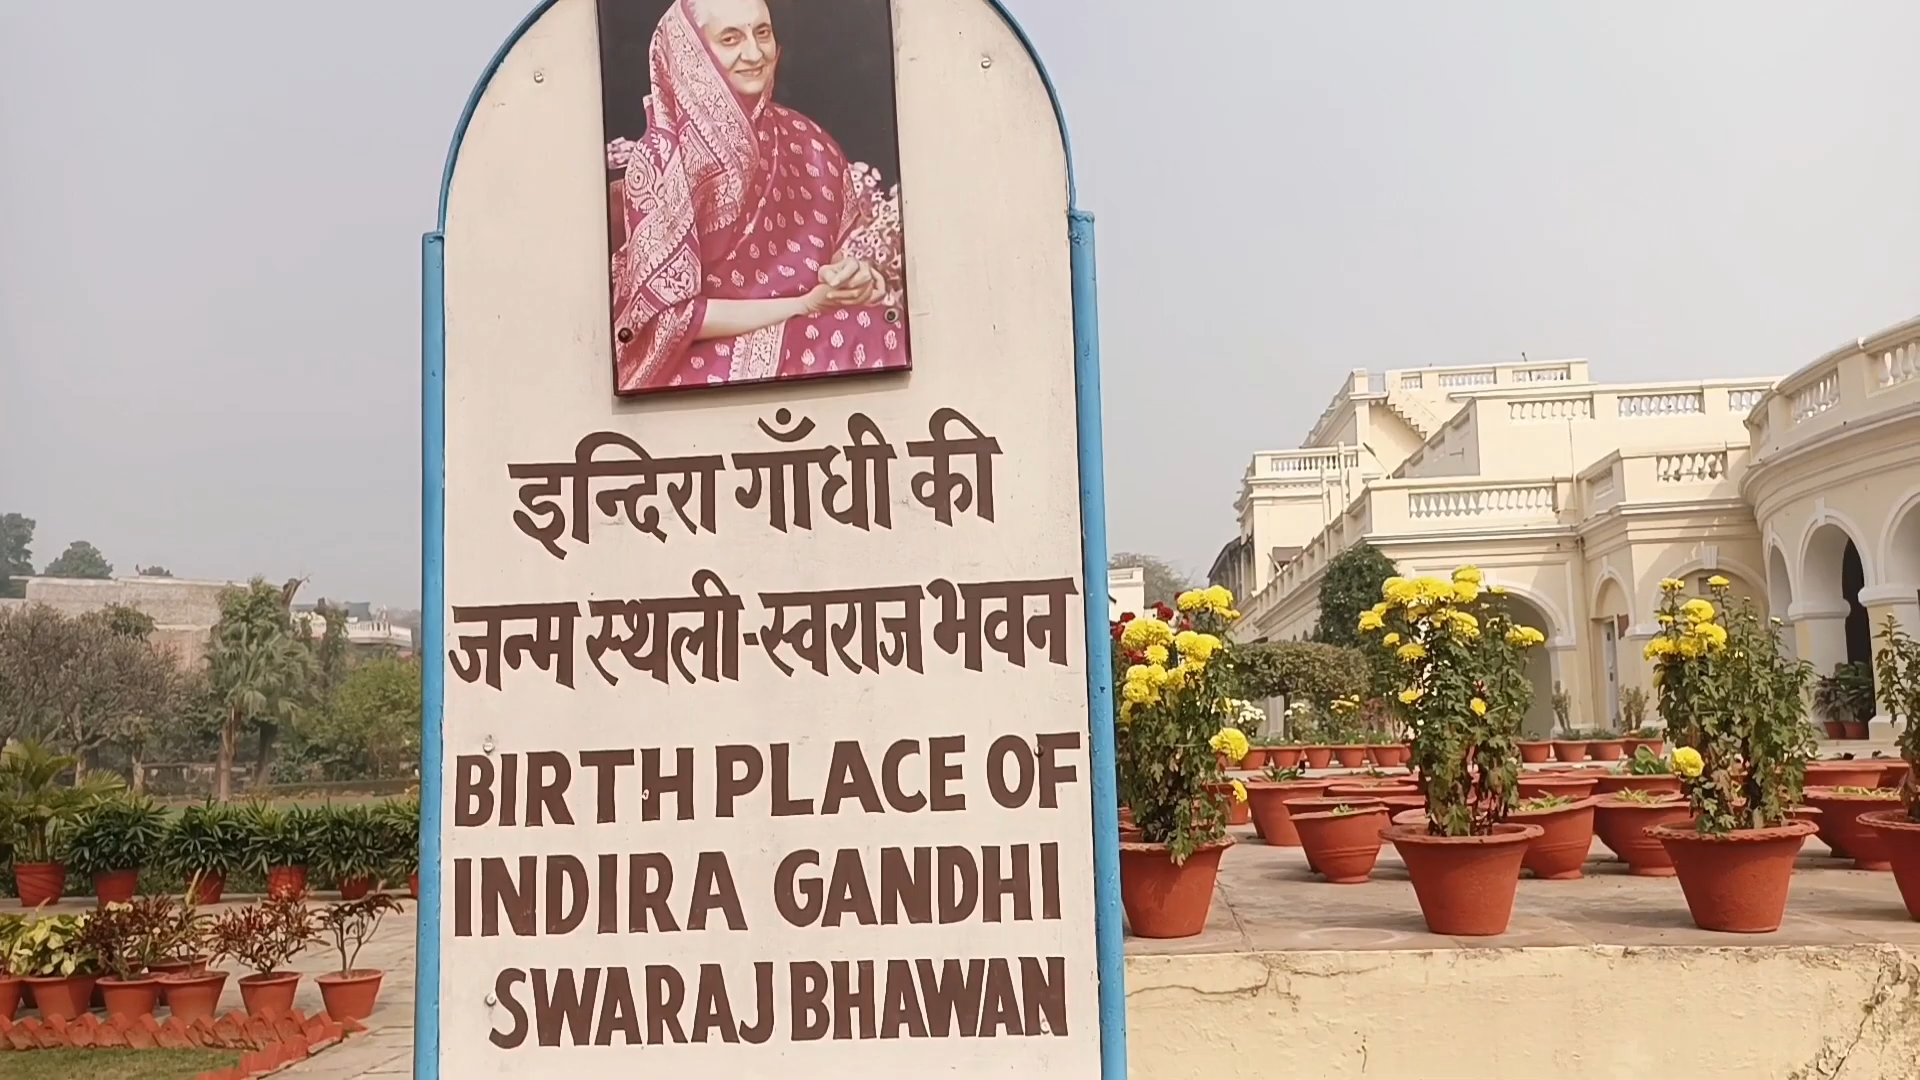 इन्दिरा गाँधी की
जन्म स्थली-स्वराज भवन
BIRTH PLACE OF
INDIRA GANDHI
SWARAJ BHAWAN